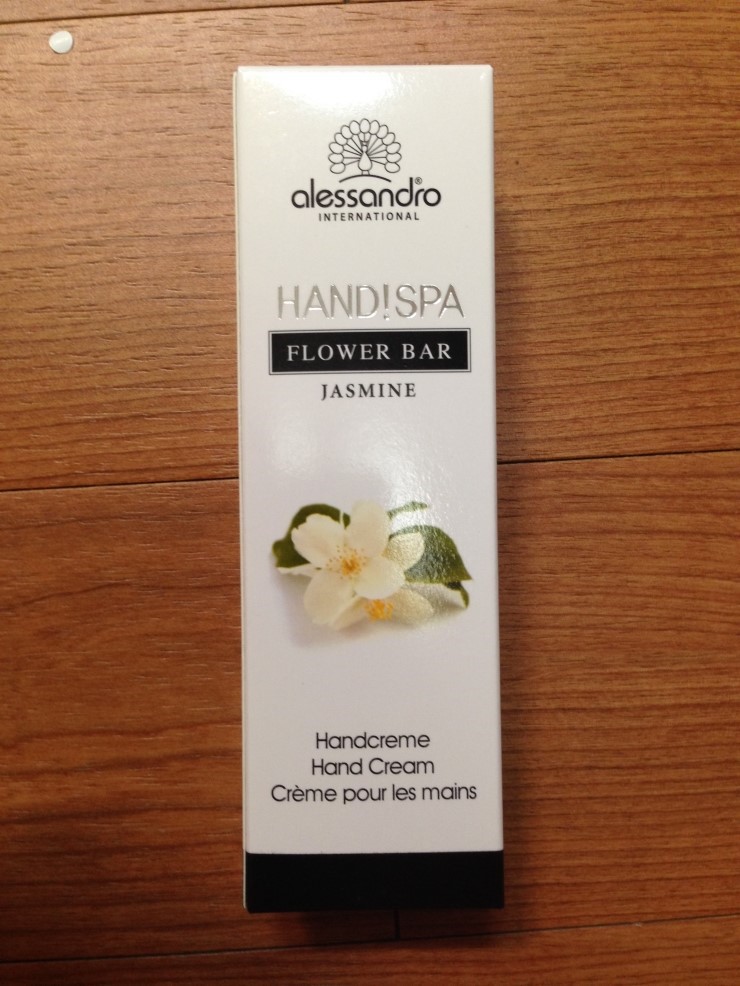 alessandro®
INTERNATIONAL
HAND!SPA
FLOWER BAR
JASMINE
Handcreme
Hand Cream
Crème pour les mains